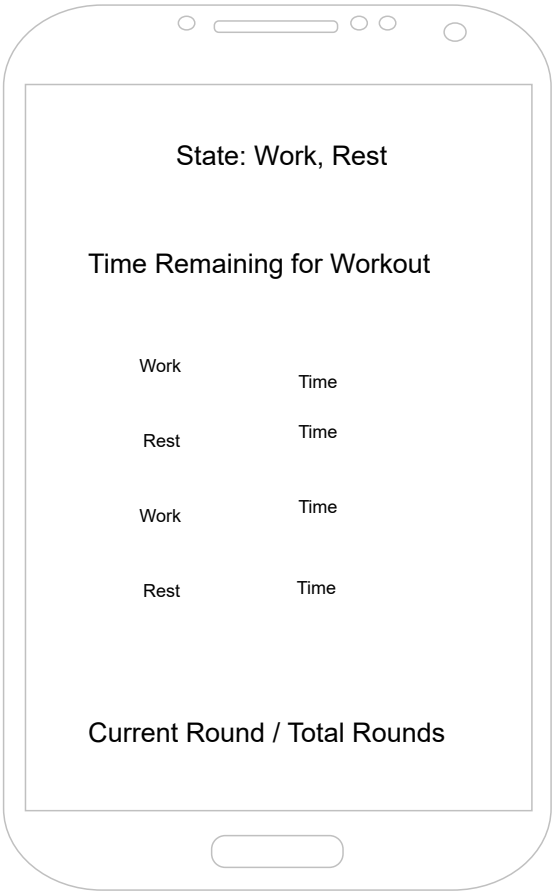 State: Work, Rest
Time Remaining for Workout
Work
Time
Rest
Time
Work
Time
Rest
Time
Current Round / Total Rounds